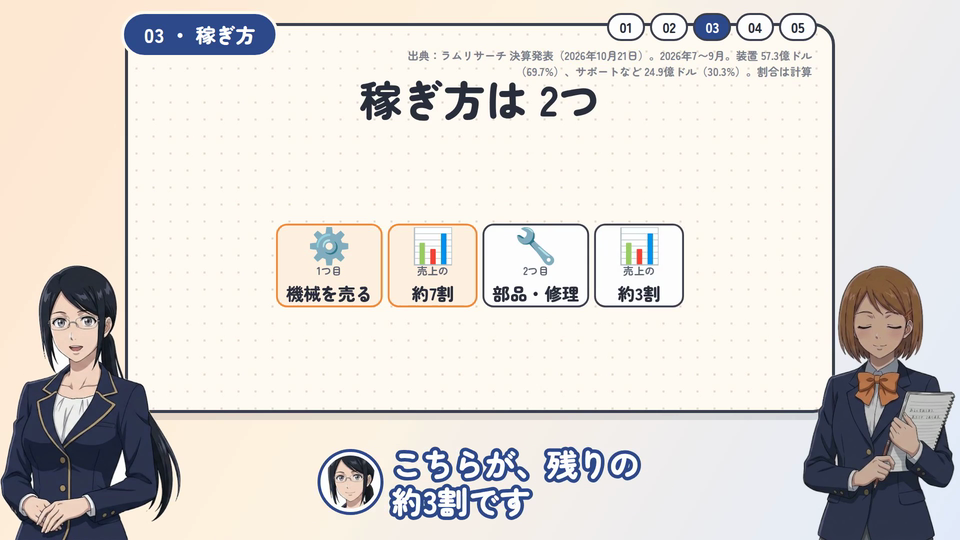 03 ・ 稼ぎ方
01 02 03 04 05
出典：ラムリサーチ 決算発表（2026年10月21日）。2026年7〜9月。装置 57.3億ドル
（69.7%）、サポートなど 24.9億ドル（30.3%）。割合は計算
稼ぎ方は 2つ
1つ目
機械を売る
売上の
約7割
2つ目
部品・修理
売上の
約3割
こちらが、残りの
約3割です